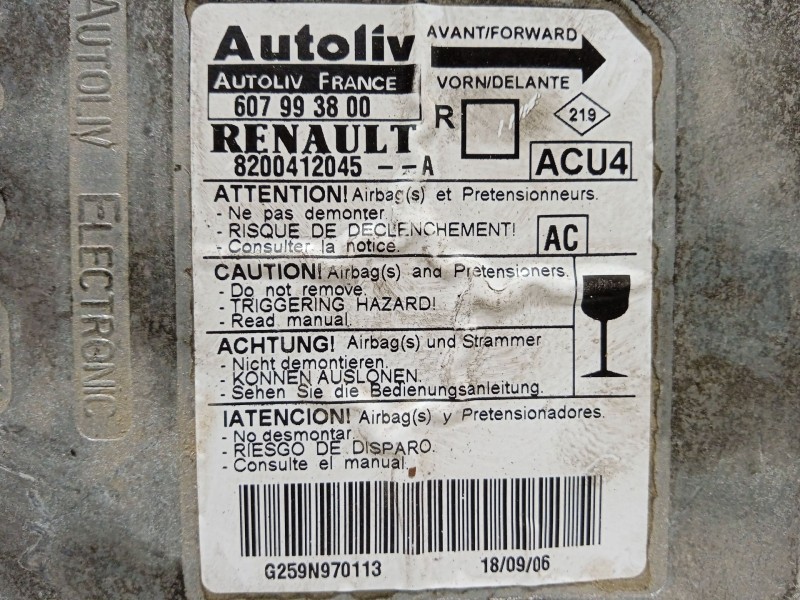 AUTOLIV ELECTRONIC
Autoliv
AVANT/FORWARD
AUTOLIV FRANCE
VORN/DELANTE
607 99 38 00
R
219
RENAULT
8200412045 --A
ACU4
ATTENTION! Airbag(s) et Pretensionneurs.
- Ne pas demonter.
- RISQUE DE DECLENCHEMENT!
- Consulter la notice.
AC
CAUTION! Airbag(s) and Pretensioners.
- Do not remove.
- TRIGGERING HAZARD!
- Read manual.
ACHTUNG! Airbag(s) und Strammer
- Nicht demontieren.
- KONNEN AUSLONEN.
- Sehen Sie die Bedienungsanleitung.
IATENCION! Airbag(s) y Pretensionadores.
- No desmontar.
- RIESGO DE DISPARO.
- Consulte el manual.
G259N970113
18/09/06